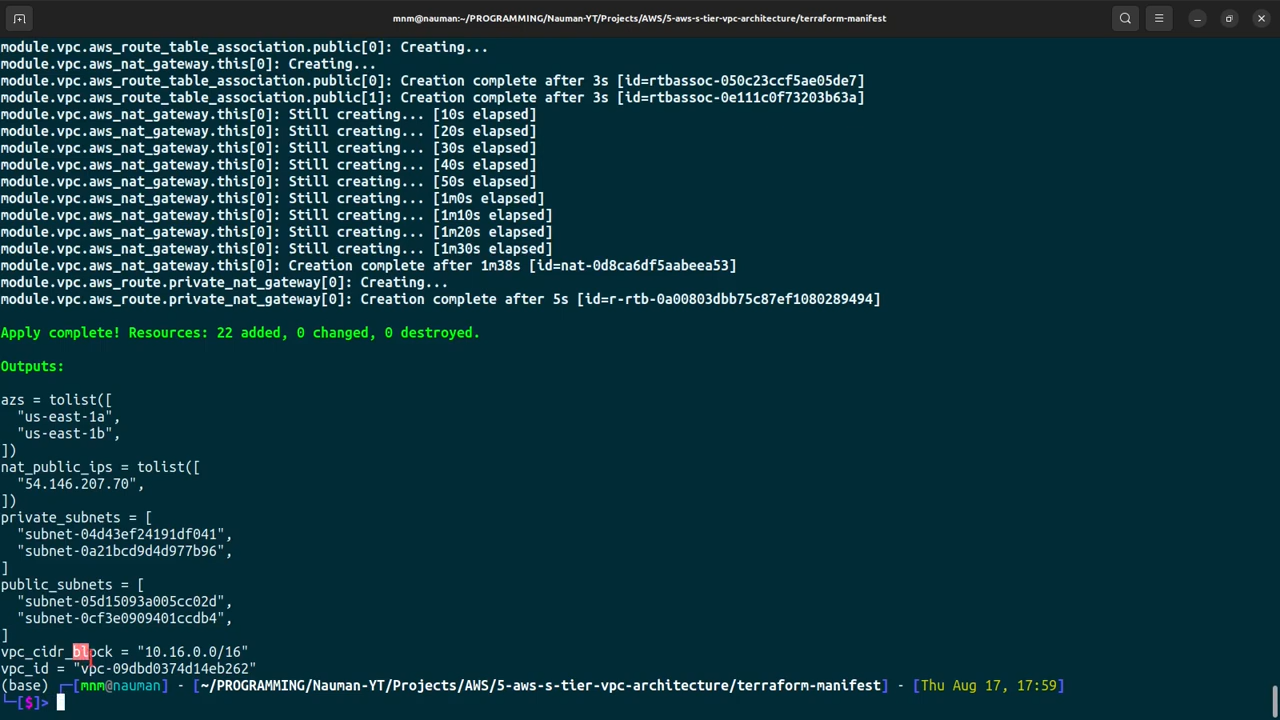 mnm@nauman:~/PROGRAMMING/Nauman-YT/Projects/AWS/5-aws-s-tier-vpc-architecture/terraform-manifest
module.vpc.aws_route_table_association.public[0]: Creating...
module.vpc.aws_nat_gateway.this[0]: Creating...
module.vpc.aws_route_table_association.public[0]: Creation complete after 3s [id=rtbassoc-050c23ccf5ae05de7]
module.vpc.aws_route_table_association.public[1]: Creation complete after 3s [id=rtbassoc-0e111c0f73203b63a]
module.vpc.aws_nat_gateway.this[0]: Still creating... [10s elapsed]
module.vpc.aws_nat_gateway.this[0]: Still creating... [20s elapsed]
module.vpc.aws_nat_gateway.this[0]: Still creating... [30s elapsed]
module.vpc.aws_nat_gateway.this[0]: Still creating... [40s elapsed]
module.vpc.aws_nat_gateway.this[0]: Still creating... [50s elapsed]
module.vpc.aws_nat_gateway.this[0]: Still creating... [1m0s elapsed]
module.vpc.aws_nat_gateway.this[0]: Still creating... [1m10s elapsed]
module.vpc.aws_nat_gateway.this[0]: Still creating... [1m20s elapsed]
module.vpc.aws_nat_gateway.this[0]: Still creating... [1m30s elapsed]
module.vpc.aws_nat_gateway.this[0]: Creation complete after 1m38s [id=nat-0d8ca6df5aabeea53]
module.vpc.aws_route.private_nat_gateway[0]: Creating...
module.vpc.aws_route.private_nat_gateway[0]: Creation complete after 5s [id=r-rtb-0a00803dbb75c87ef1080289494]
Apply complete! Resources: 22 added, 0 changed, 0 destroyed.
Outputs:
azs = tolist([
  "us-east-1a",
  "us-east-1b",
])
nat_public_ips = tolist([
  "54.146.207.70",
])
private_subnets = [
  "subnet-04d43ef24191df041",
  "subnet-0a21bcd9d4d977b96",
]
public_subnets = [
  "subnet-05d15093a005cc02d",
  "subnet-0cf3e0909401ccdb4",
]
vpc_cidr_block = "10.16.0.0/16"
vpc_id = "vpc-09dbd0374d14eb262"
(base) ┌─[mnm@nauman] - [~/PROGRAMMING/Nauman-YT/Projects/AWS/5-aws-s-tier-vpc-architecture/terraform-manifest] - [Thu Aug 17, 17:59]
└─[$]>